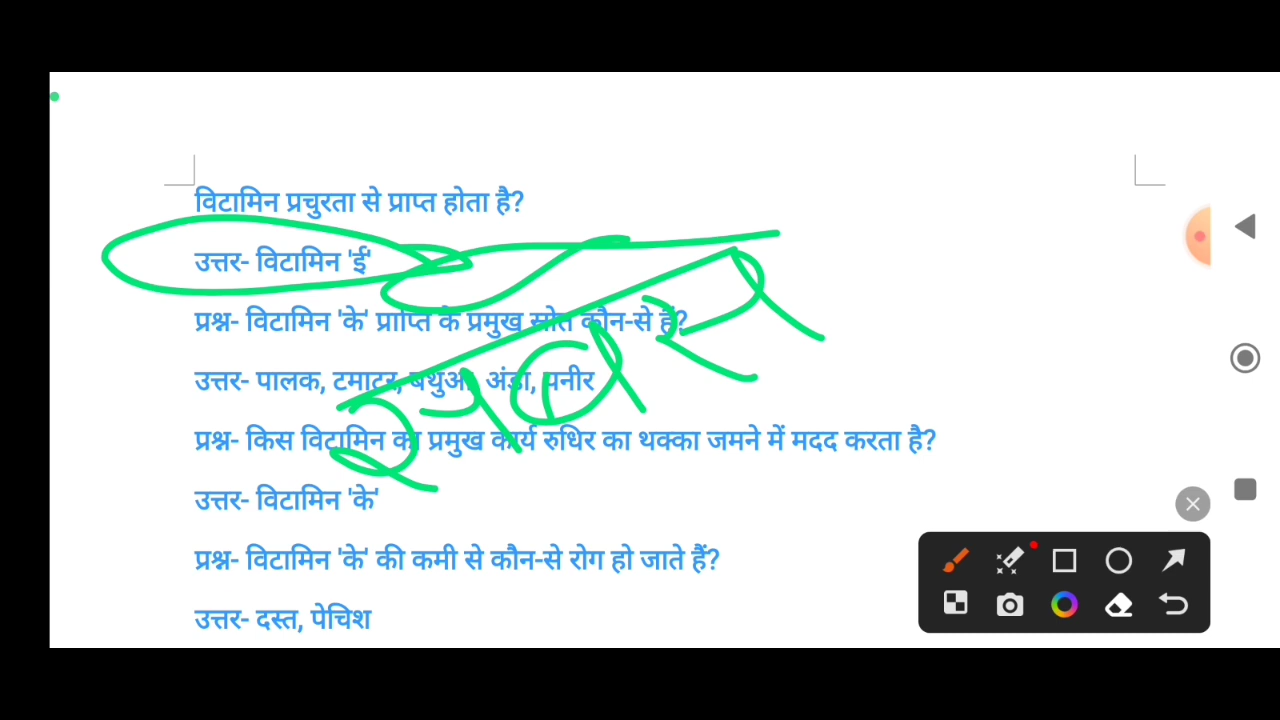 विटामिन प्रचुरता से प्राप्त होता है?
उत्तर- विटामिन 'ई'
प्रश्न- विटामिन 'के' प्राप्ति के प्रमुख स्रोत कौन-से हैं?
उत्तर- पालक, टमाटर, बथुआ, अंडा, पनीर
प्रश्न- किस विटामिन का प्रमुख कार्य रुधिर का थक्का जमने में मदद करता है?
उत्तर- विटामिन 'के'
प्रश्न- विटामिन 'के' की कमी से कौन-से रोग हो जाते हैं?
उत्तर- दस्त, पेचिश